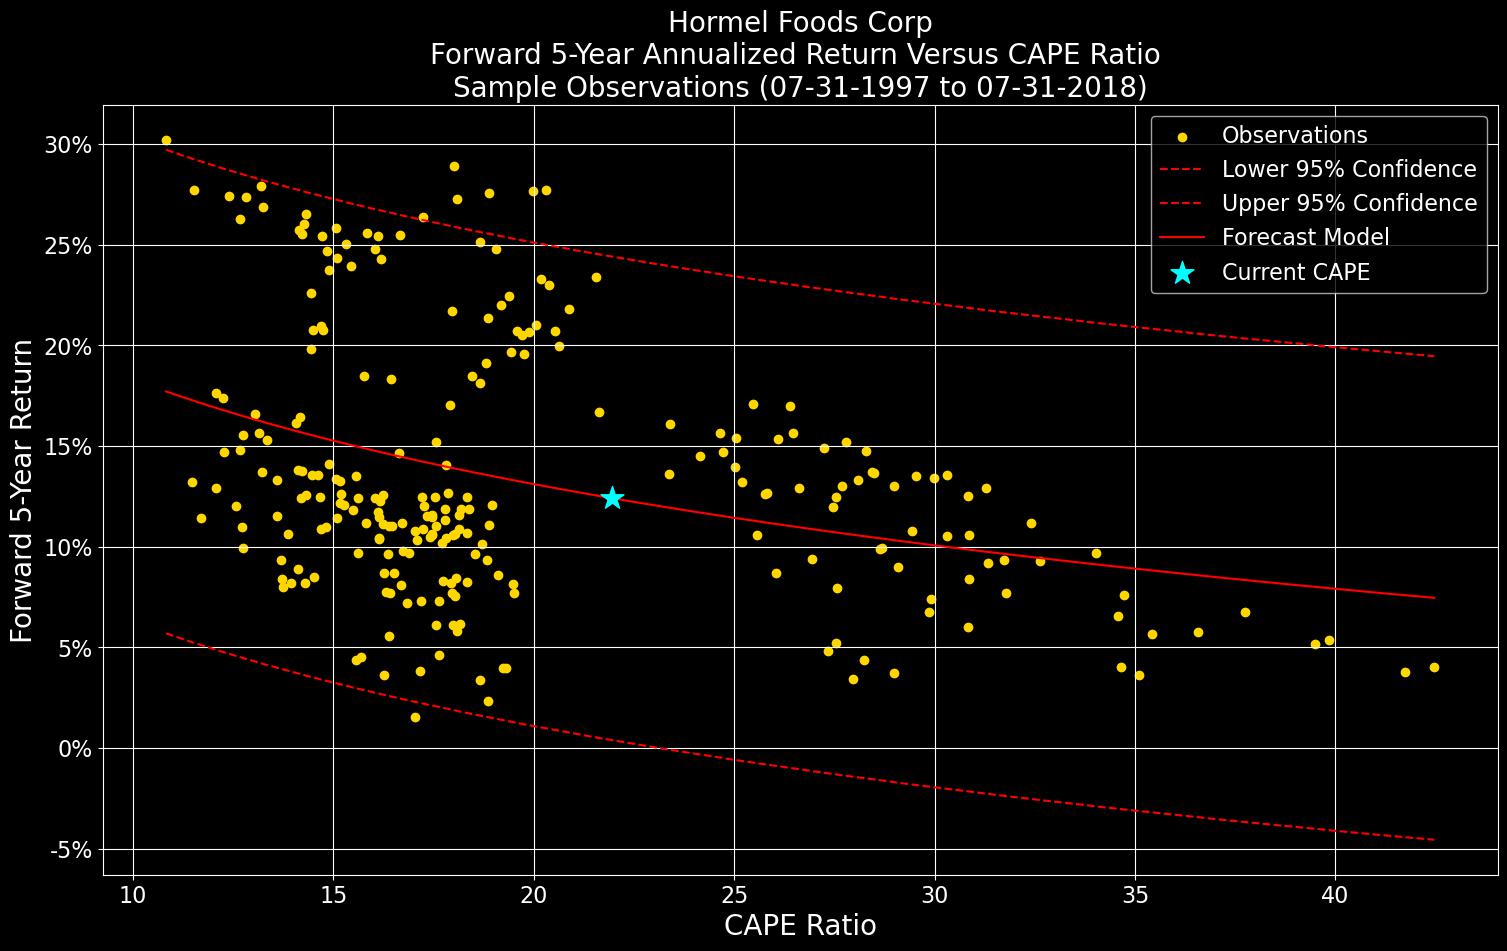 Hormel Foods Corp
Forward 5-Year Annualized Return Versus CAPE Ratio
Sample Observations (07-31-1997 to 07-31-2018)
Observations
Lower 95% Confidence
Upper 95% Confidence
Forecast Model
Current CAPE
Forward 5-Year Return
30%
25%
20%
15%
10%
5%
0%
-5%
10 15 20 25 30 35 40
CAPE Ratio